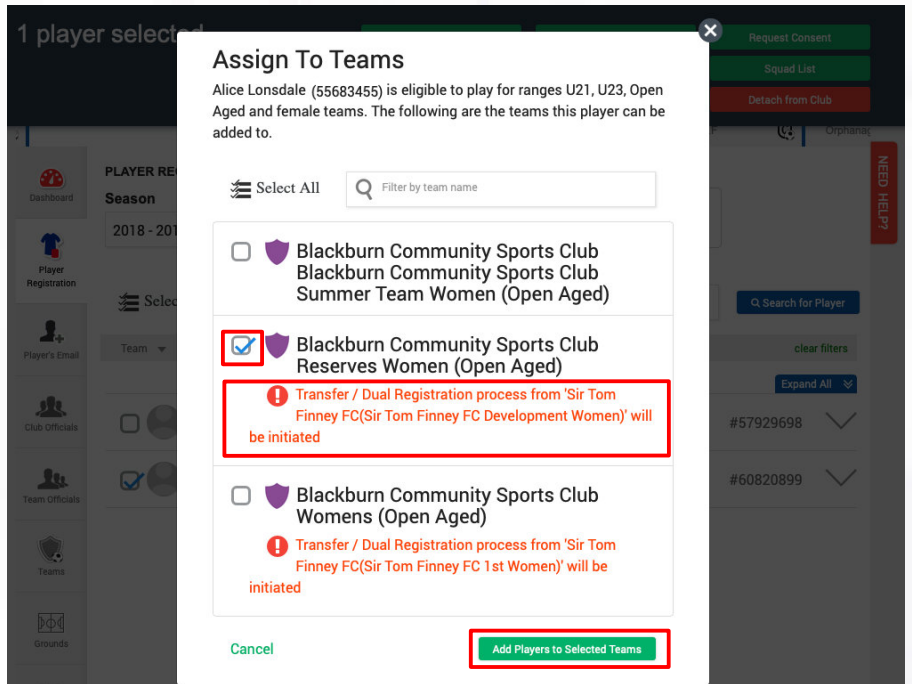 1 player selected
Request Consent
Squad List
Detach from Club
Orphanag
NEED HELP?
Dashboard
Player
Registration
Player's Email
Club Officials
Team Officials
Teams
Grounds
PLAYER RE
Season
2018 - 201
Selec
Team
Q Search for Player
clear filters
Expand All
#57929698
#60820899
Assign To Teams
Alice Lonsdale (55683455) is eligible to play for ranges U21, U23, Open
Aged and female teams. The following are the teams this player can be
added to.
Select All
Filter by team name
Blackburn Community Sports Club
Blackburn Community Sports Club
Summer Team Women (Open Aged)
Blackburn Community Sports Club
Reserves Women (Open Aged)
Transfer / Dual Registration process from 'Sir Tom
Finney FC(Sir Tom Finney FC Development Women)' will
be initiated
Blackburn Community Sports Club
Womens (Open Aged)
Transfer / Dual Registration process from 'Sir Tom
Finney FC(Sir Tom Finney FC 1st Women)' will be
initiated
Cancel
Add Players to Selected Teams